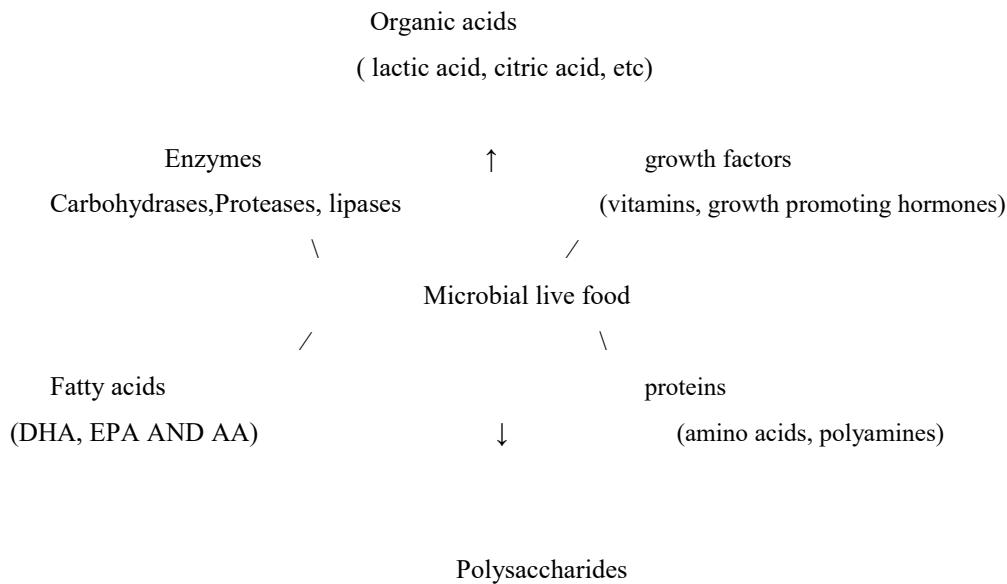 Organic acids
( lactic acid, citric acid, etc)
Enzymes ↑ growth factors
Carbohydrases,Proteases, lipases (vitamins, growth promoting hormones)
\ /
Microbial live food
/ \
Fatty acids proteins
(DHA, EPA AND AA) ↓ (amino acids, polyamines)
Polysaccharides